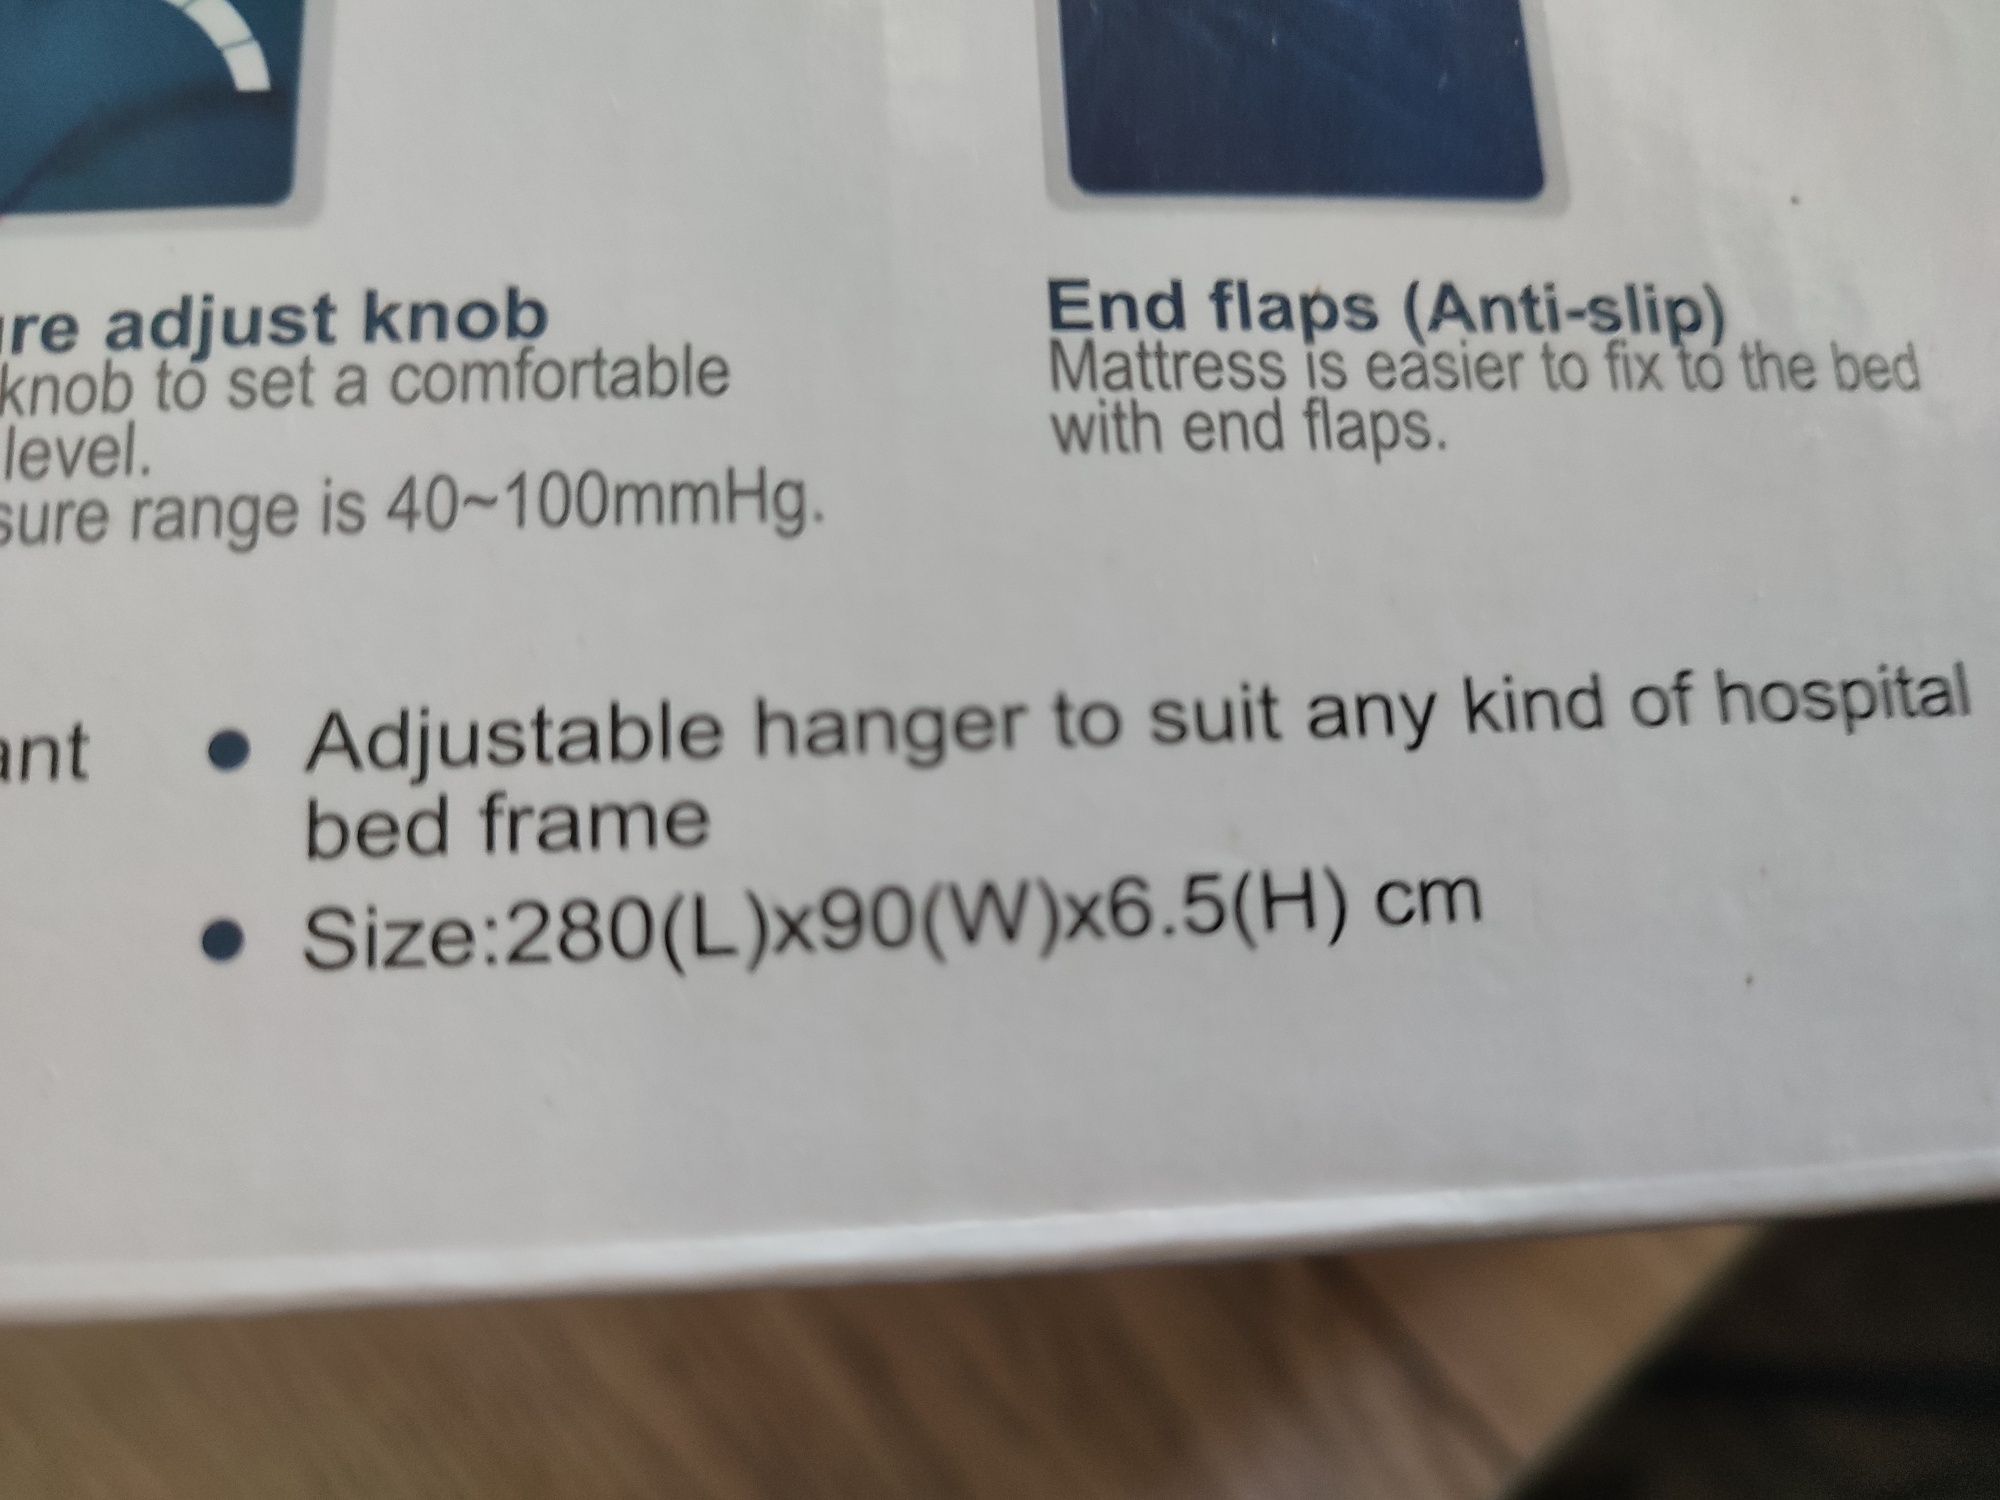 adjust knob
knob to set a comfortable
level.
range is 40~100mmHg.
End flaps (Anti-slip)
Mattress is easier to fix to the bed
with end flaps.
● Adjustable hanger to suit any kind of hospital
bed frame
● Size:280(L)x90(W)x6.5(H) cm